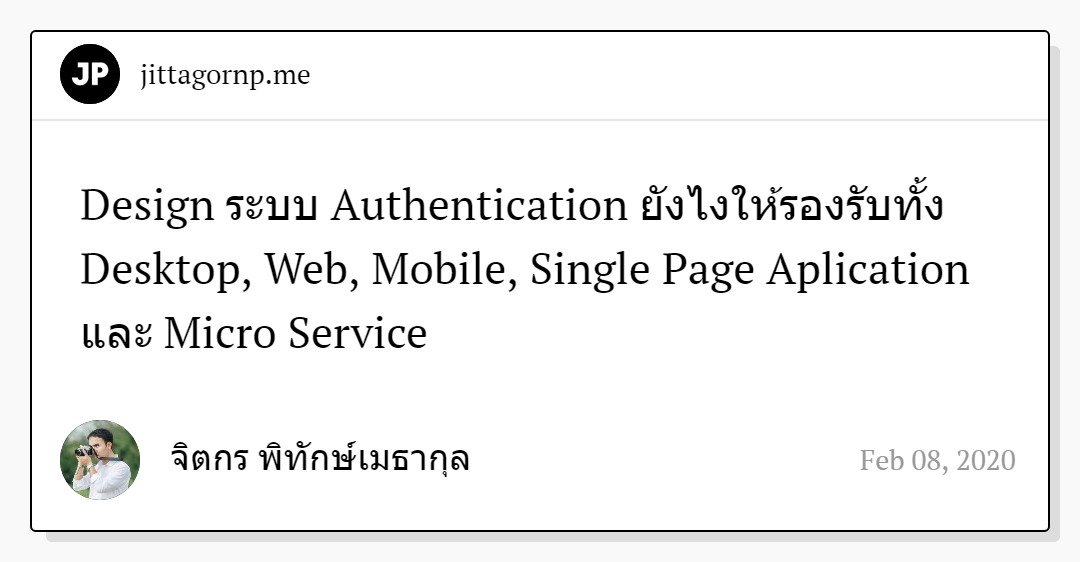 JP
jittagornp.me
Design ระบบ Authentication ยังไงให้รองรับทั้ง
Desktop, Web, Mobile, Single Page Aplication
และ Micro Service
จิตกร พิทักษ์เมธากุล
Feb 08, 2020